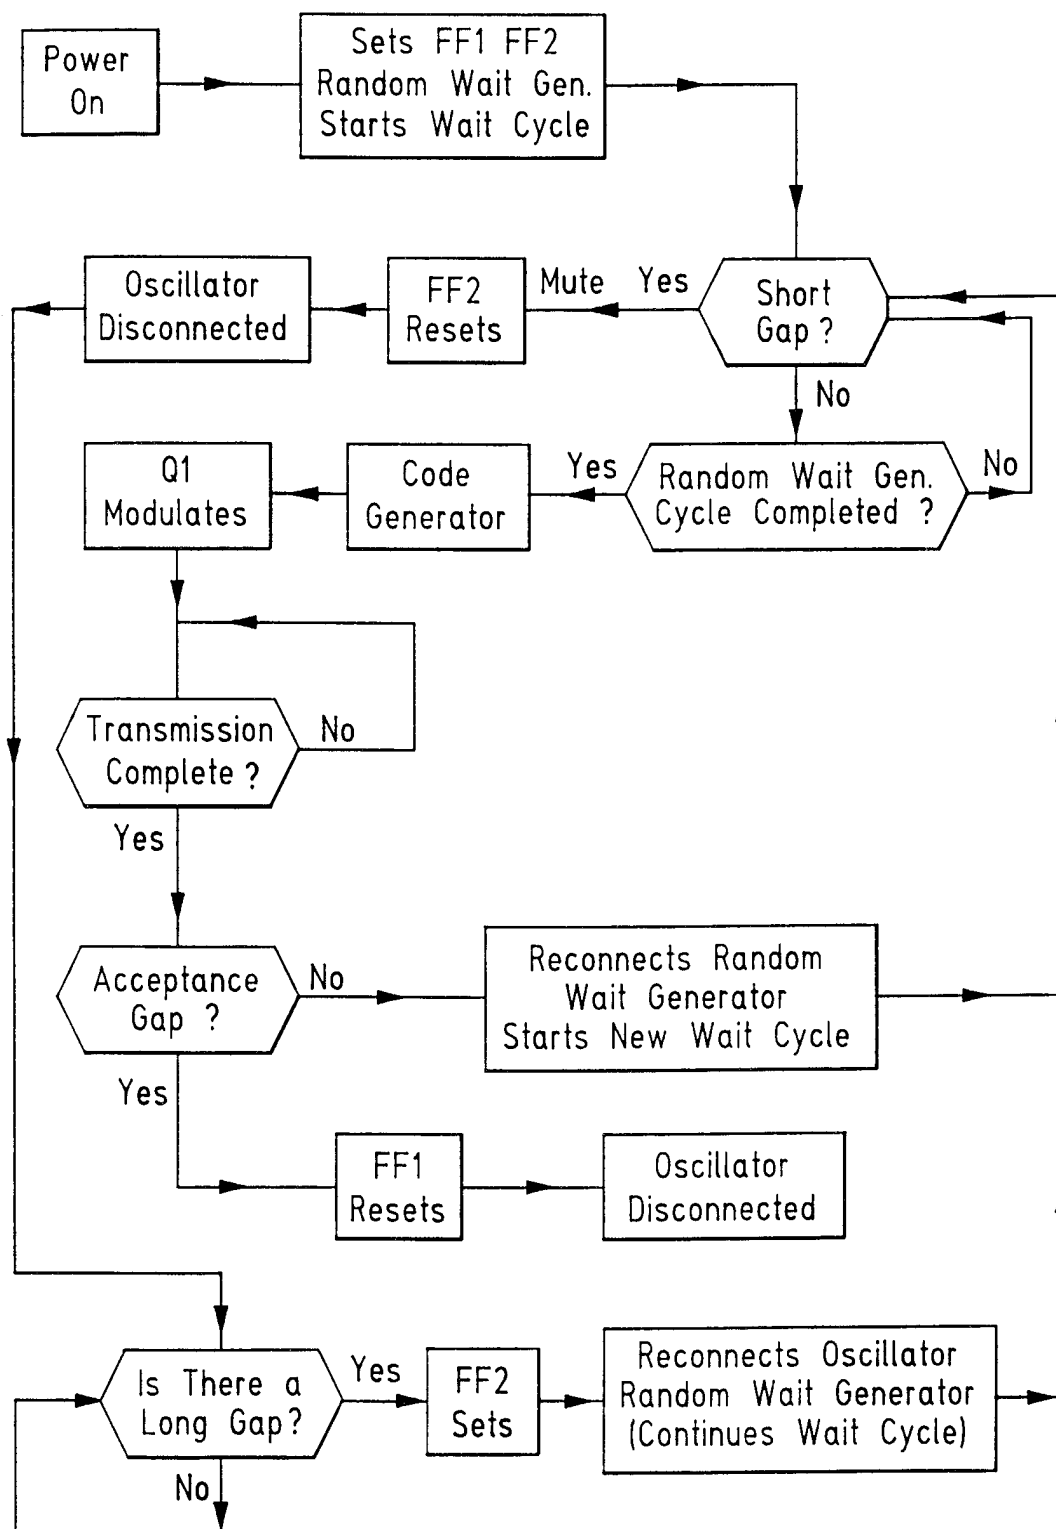 Power
On
Sets FF1 FF2
Random Wait Gen.
Starts Wait Cycle
Oscillator
Disconnected
FF2
Resets
Mute
Yes
Short
Gap ?
No
Q1
Modulates
Code
Generator
Yes
Random Wait Gen.
Cycle Completed ?
No
Transmission
Complete ?
No
Yes
Acceptance
Gap ?
No
Reconnects Random
Wait Generator
Starts New Wait Cycle
Yes
FF1
Resets
Oscillator
Disconnected
Is There a
Long Gap?
Yes
FF2
Sets
Reconnects Oscillator
Random Wait Generator
(Continues Wait Cycle)
No